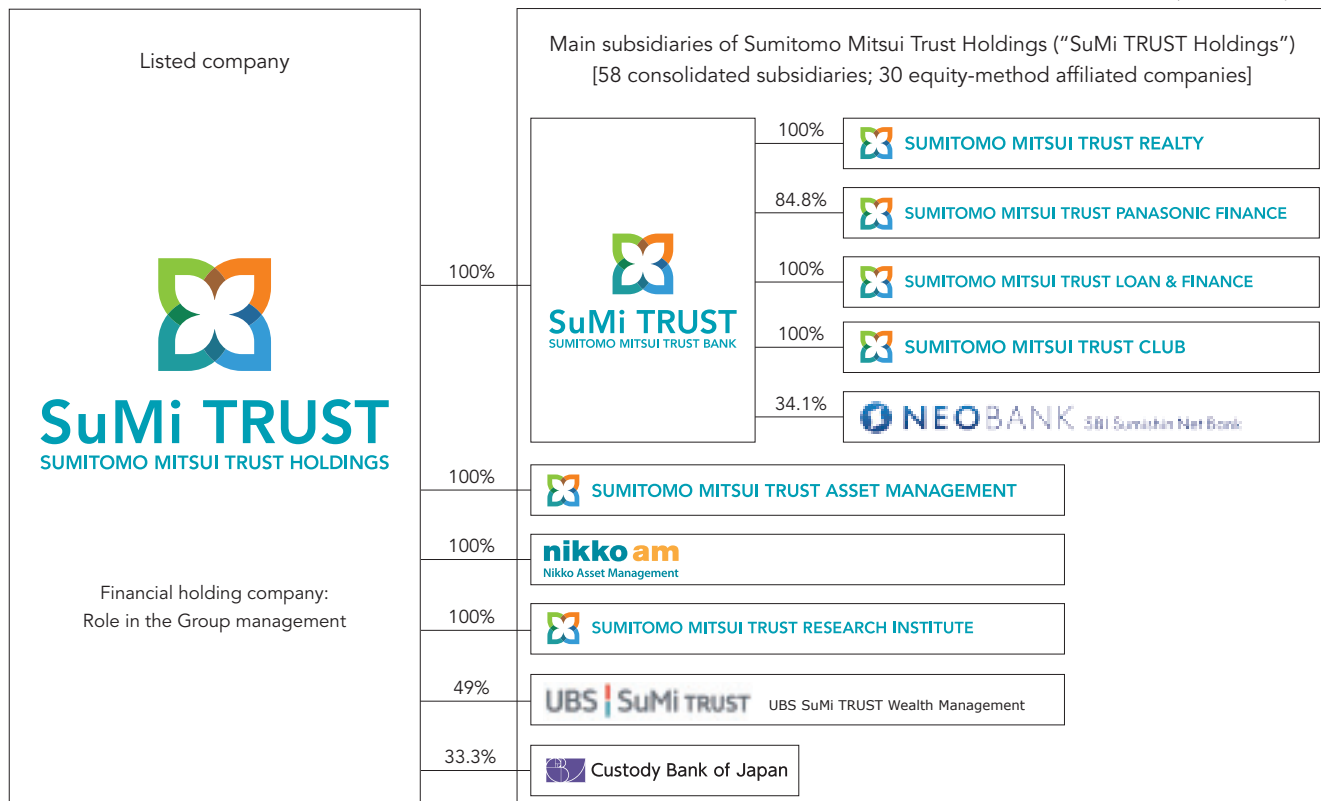 Listed company
SuMi TRUST
SUMITOMO MITSUI TRUST HOLDINGS
Financial holding company:
Role in the Group management
Main subsidiaries of Sumitomo Mitsui Trust Holdings (“SuMi TRUST Holdings”)
[58 consolidated subsidiaries; 30 equity-method affiliated companies]
100%
SuMi TRUST
SUMITOMO MITSUI TRUST BANK
100%
SUMITOMO MITSUI TRUST REALTY
84.8%
SUMITOMO MITSUI TRUST PANASONIC FINANCE
100%
SUMITOMO MITSUI TRUST LOAN & FINANCE
100%
SUMITOMO MITSUI TRUST CLUB
34.1%
NEOBANK SBI Sumishin Net Bank
100%
SUMITOMO MITSUI TRUST ASSET MANAGEMENT
100%
nikko am
Nikko Asset Management
100%
SUMITOMO MITSUI TRUST RESEARCH INSTITUTE
49%
UBS SuMi TRUST UBS SuMi TRUST Wealth Management
33.3%
Custody Bank of Japan